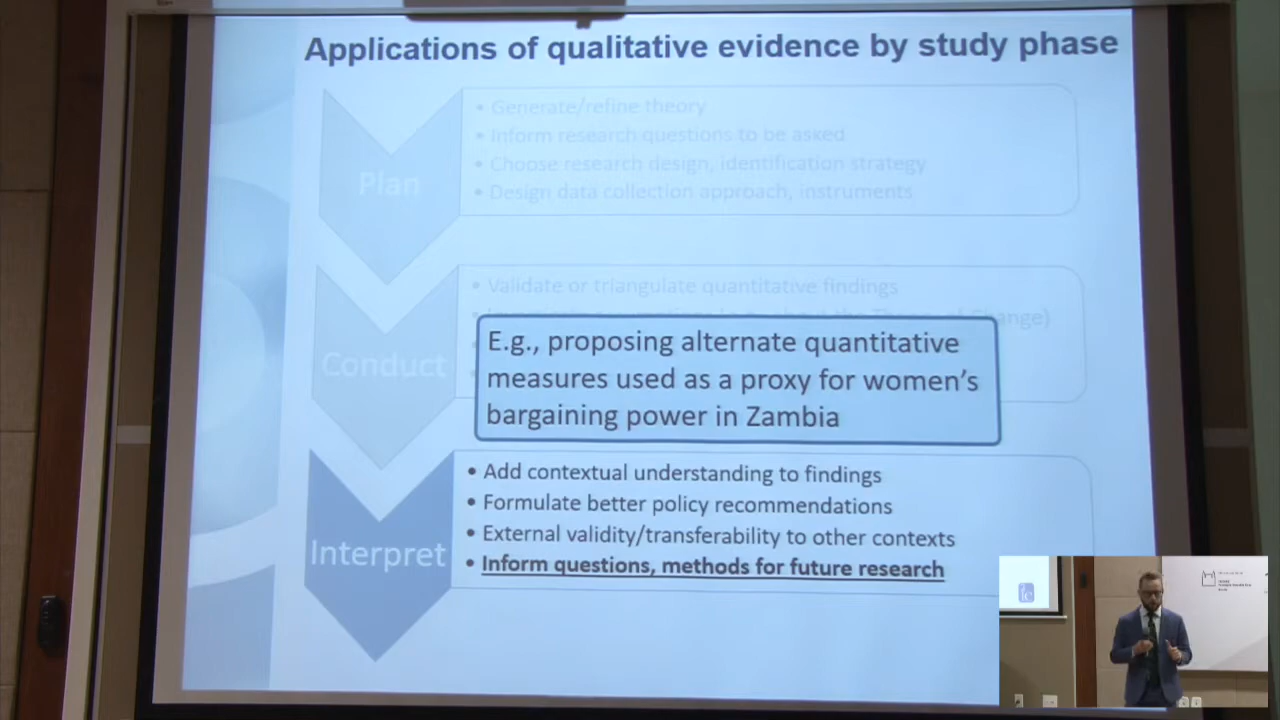 Applications of qualitative evidence by study phase
Plan
• Generate/refine theory
• Inform research questions to be asked
• Choose research design, identification strategy
• Design data collection approach, instruments
Conduct
• Validate or triangulate quantitative findings
Change)
E.g., proposing alternate quantitative
measures used as a proxy for women's
bargaining power in Zambia
Interpret
• Add contextual understanding to findings
• Formulate better policy recommendations
• External validity/transferability to other contexts
• Inform questions, methods for future research